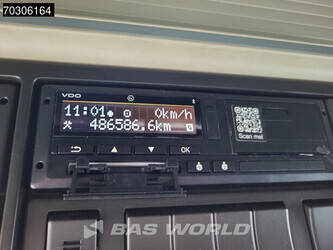 70306164
VDO
11:01 0km/h
486586.6km
OK
Scan me!
BAS WORLD